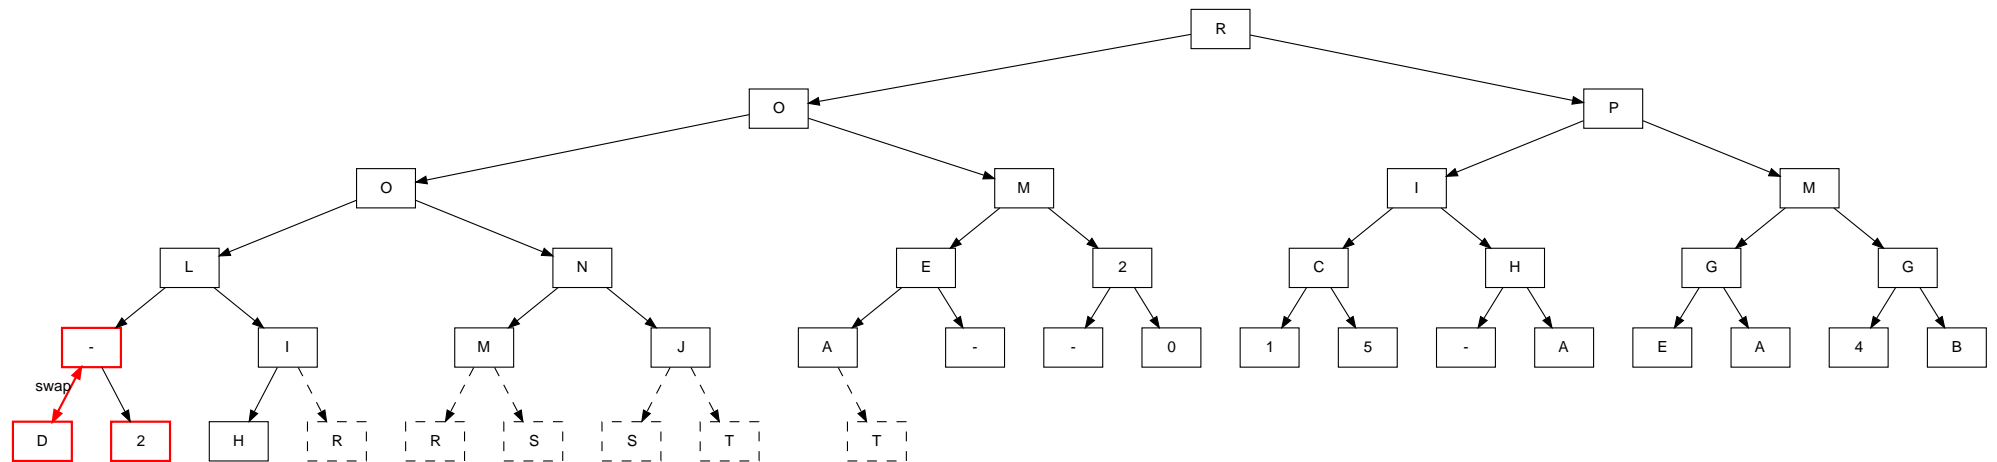 R
O P
O M I M
L N E 2 C H G G
- I M J A - - 0 1 5 - A E A 4 B
swap
D 2 H R R S S T T